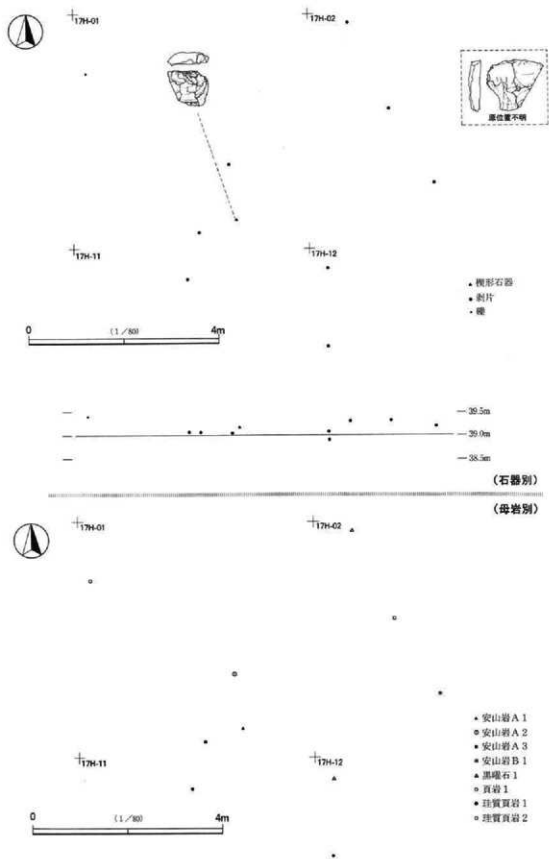 17H-01
17H-02
原位置不明
17H-11
17H-12
楔形石器
剥片
礫
0
(1/80)
4m
39.5m
39.0m
38.5m
(石器別)
(母岩別)
17H-01
17H-02
17H-11
17H-12
安山岩A1
安山岩A2
安山岩A3
安山岩B1
黒曜石1
頁岩1
珪質頁岩1
珪質頁岩2
0
(1/80)
4m